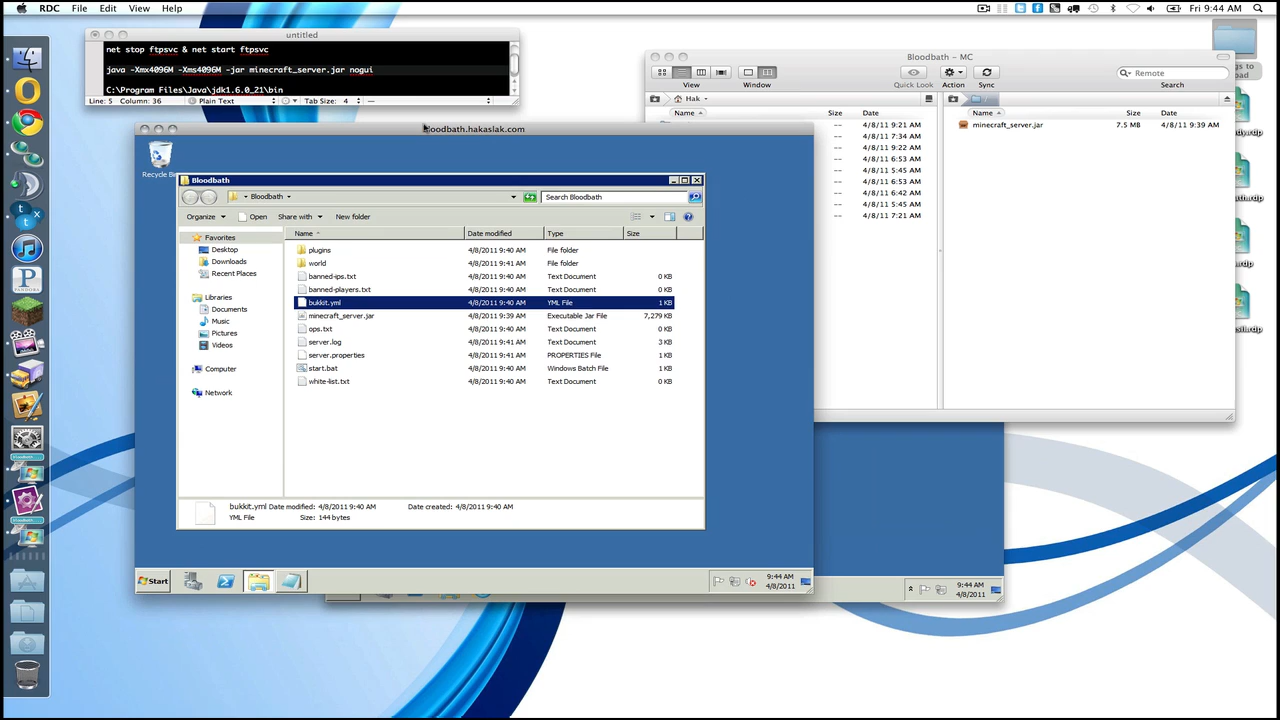 RDC File Edit View Window Help
Fri 9:44 AM
untitled
net stop ftpsvc & net start ftpsvc
java -Xmx4096M -Xms4096M -jar minecraft_server.jar nogui
C:\Program Files\Java\jdk1.6.0_21\bin
Line: 5 Column: 36 Plain Text Tab Size: 4 —
Bloodbath – MC
Remote
View Window Quick Look Action Sync Search
Hak
Name Size Date
Name Size Date
-- 4/8/11 9:21 AM
minecraft_server.jar 7.5 MB 4/8/11 9:39 AM
-- 4/8/11 7:34 AM
-- 4/8/11 9:22 AM
-- 4/8/11 6:53 AM
-- 4/8/11 5:45 AM
-- 4/8/11 6:53 AM
-- 4/8/11 6:42 AM
-- 4/8/11 5:45 AM
-- 4/8/11 7:21 AM
bloodbath.hakaslak.com
Recycle Bin
Bloodbath
Bloodbath
Search Bloodbath
Organize Open Share with New folder
Favorites
Desktop
Downloads
Recent Places
Libraries
Documents
Music
Pictures
Videos
Computer
Network
Name Date modified Type Size
plugins 4/8/2011 9:40 AM File folder
world 4/8/2011 9:41 AM File folder
banned-ips.txt 4/8/2011 9:40 AM Text Document 0 KB
banned-players.txt 4/8/2011 9:40 AM Text Document 0 KB
bukkit.yml 4/8/2011 9:40 AM YML File 1 KB
minecraft_server.jar 4/8/2011 9:39 AM Executable Jar File 7,279 KB
ops.txt 4/8/2011 9:40 AM Text Document 0 KB
server.log 4/8/2011 9:41 AM Text Document 3 KB
server.properties 4/8/2011 9:41 AM PROPERTIES File 1 KB
start.bat 4/8/2011 9:40 AM Windows Batch File 1 KB
white-list.txt 4/8/2011 9:40 AM Text Document 0 KB
bukkit.yml Date modified: 4/8/2011 9:40 AM Date created: 4/8/2011 9:40 AM
YML File Size: 144 bytes
Start
9:44 AM
4/8/2011
9:44 AM
4/8/2011
.rdp
.rdp